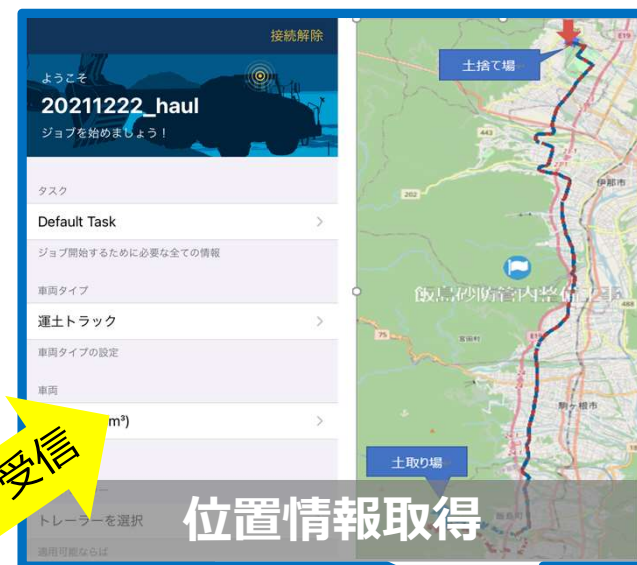 接続解除
ようこそ
20211222_haul
ジョブを始めましょう！
タスク
Default Task
ジョブ開始するために必要な全ての情報
車両タイプ
運土トラック
車両タイプの設定
車両
m³)
受信
トレーラーを選択
適用可能ならば
位置情報取得
土捨て場
E19
443
伊那市
202
飯島砂防管内整備
75
宮田村
E19
488
駒ヶ根市
土取り場
飯島町